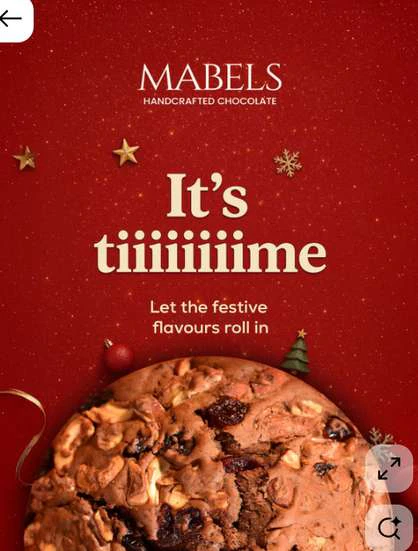 MABELS
HANDCRAFTED CHOCOLATE
It's
tiiiiiiiime
Let the festive
flavours roll in